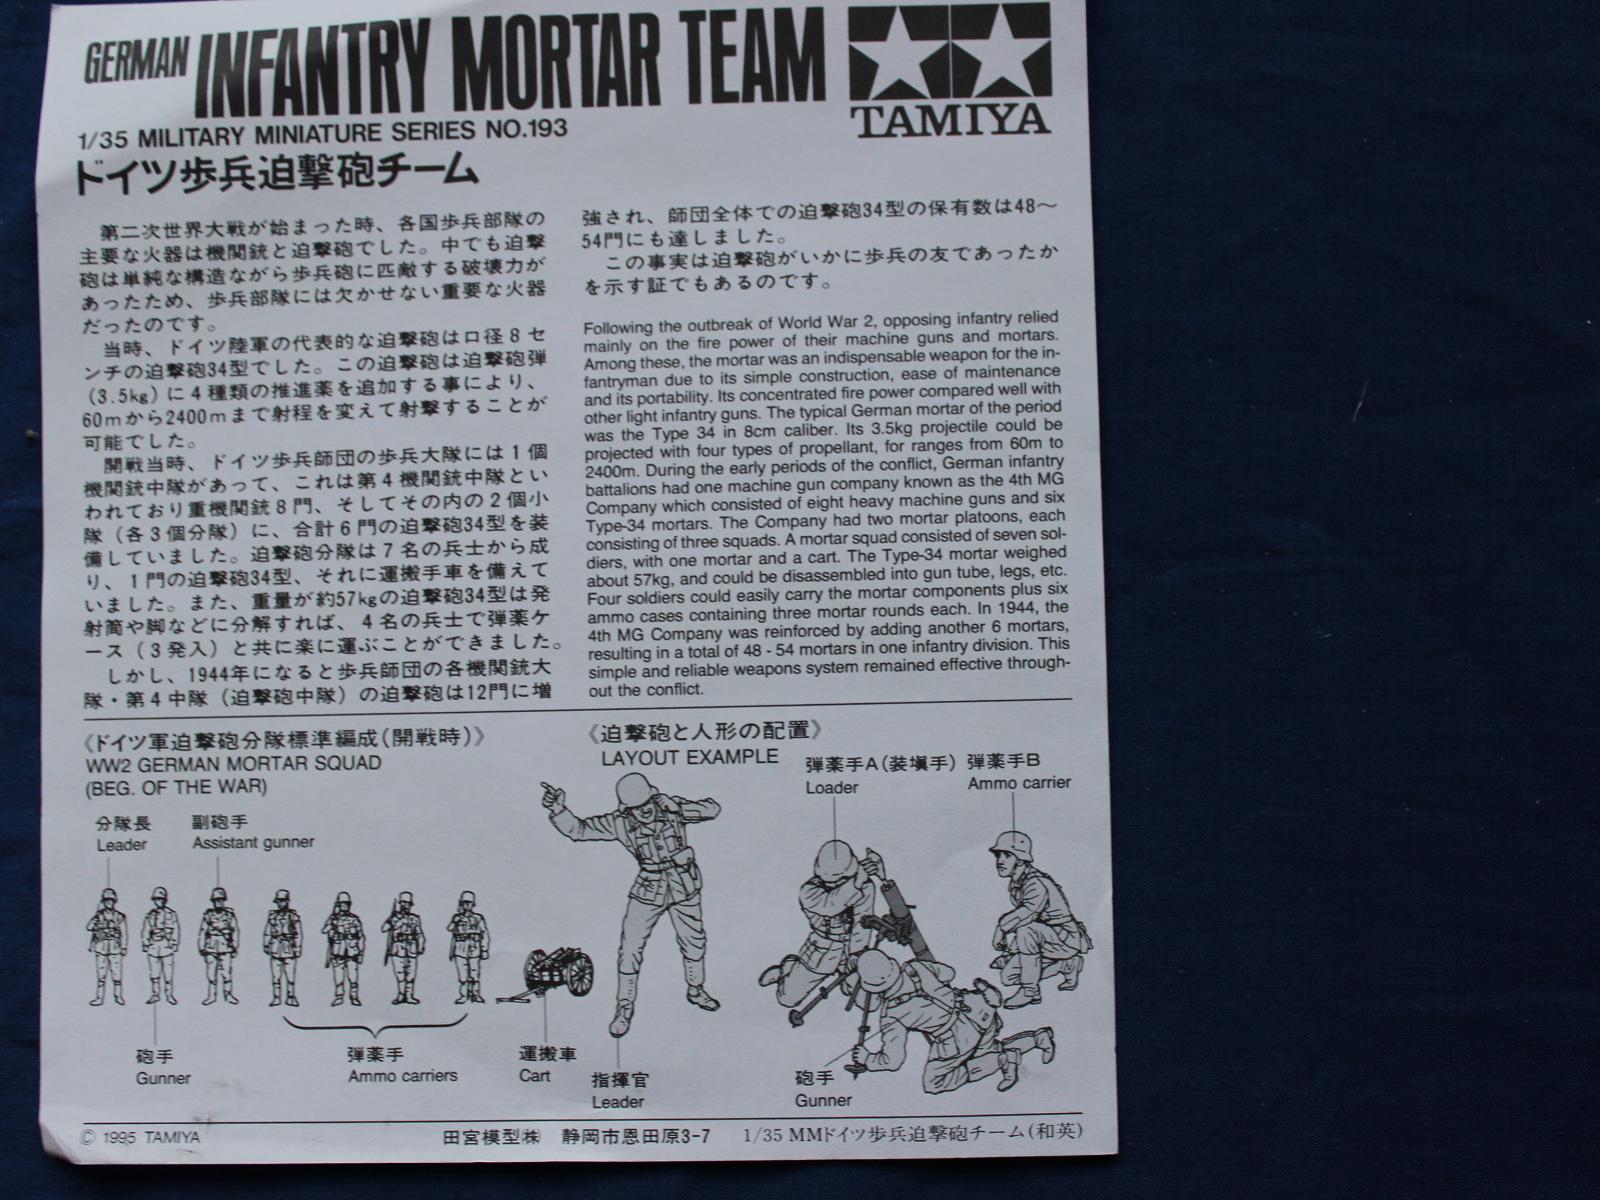 GERMAN INFANTRY MORTAR TEAM
TAMIYA
1/35 MILITARY MINIATURE SERIES NO.193
ドイツ歩兵迫撃砲チーム
第二次世界大戦が始まった時、各国歩兵部隊の
主要な火器は機関銃と迫撃砲でした。中でも迫撃
砲は単純な構造ながら歩兵砲に匹敵する破壊力が
あったため、歩兵部隊には欠かせない重要な火器
だったのです。
当時、ドイツ陸軍の代表的な迫撃砲は口径8セ
ンチの迫撃砲34型でした。この迫撃砲は迫撃砲弾
(3.5kg)に4種類の推進薬を追加する事により、
60mから2400mまで射程を変えて射撃することが
可能でした。
開戦当時、ドイツ歩兵師団の歩兵大隊には1個
機関銃中隊があって、これは第4機関銃中隊とい
われており重機関銃8門、そしてその内の2個小
隊(各3個分隊)に、合計6門の迫撃砲34型を装
備していました。迫撃砲分隊は7名の兵士から成
り、1門の迫撃砲34型、それに運搬手車を備えて
いました。また、重量が約57kgの迫撃砲34型は発
射筒や脚などに分解すれば、4名の兵士で弾薬ケ
ース(3発入)と共に楽に運ぶことができました。
しかし、1944年になると歩兵師団の各機関銃大
隊・第4中隊(迫撃砲中隊)の迫撃砲は12門に増
強され、師団全体での迫撃砲34型の保有数は48〜
54門にも達しました。
この事実は迫撃砲がいかに歩兵の友であったか
を示す証でもあるのです。
Following the outbreak of World War 2, opposing infantry relied
mainly on the fire power of their machine guns and mortars.
Among these, the mortar was an indispensable weapon for the in-
fantryman due to its simple construction, ease of maintenance
and its portability. Its concentrated fire power compared well with
other light infantry guns. The typical German mortar of the period
was the Type 34 in 8cm caliber. Its 3.5kg projectile could be
projected with four types of propellant, for ranges from 60m to
2400m. During the early periods of the conflict, German infantry
battalions had one machine gun company known as the 4th MG
Company which consisted of eight heavy machine guns and six
Type-34 mortars. The Company had two mortar platoons, each
consisting of three squads. A mortar squad consisted of seven sol-
diers, with one mortar and a cart. The Type-34 mortar weighed
about 57kg, and could be disassembled into gun tube, legs, etc.
Four soldiers could easily carry the mortar components plus six
ammo cases containing three mortar rounds each. In 1944, the
4th MG Company was reinforced by adding another 6 mortars,
resulting in a total of 48 - 54 mortars in one infantry division. This
simple and reliable weapons system remained effective through-
out the conflict.
《ドイツ軍迫撃砲分隊標準編成(開戦時)》
WW2 GERMAN MORTAR SQUAD
(BEG. OF THE WAR)
分隊長
Leader
副砲手
Assistant gunner
砲手
Gunner
弾薬手
Ammo carriers
運搬車
Cart
《迫撃砲と人形の配置》
LAYOUT EXAMPLE
弾薬手A(装塡手)
Loader
弾薬手B
Ammo carrier
指揮官
Leader
砲手
Gunner
© 1995 TAMIYA
田宮模型㈱ 静岡市恩田原3-7
1/35 MMドイツ歩兵迫撃砲チーム(和英)